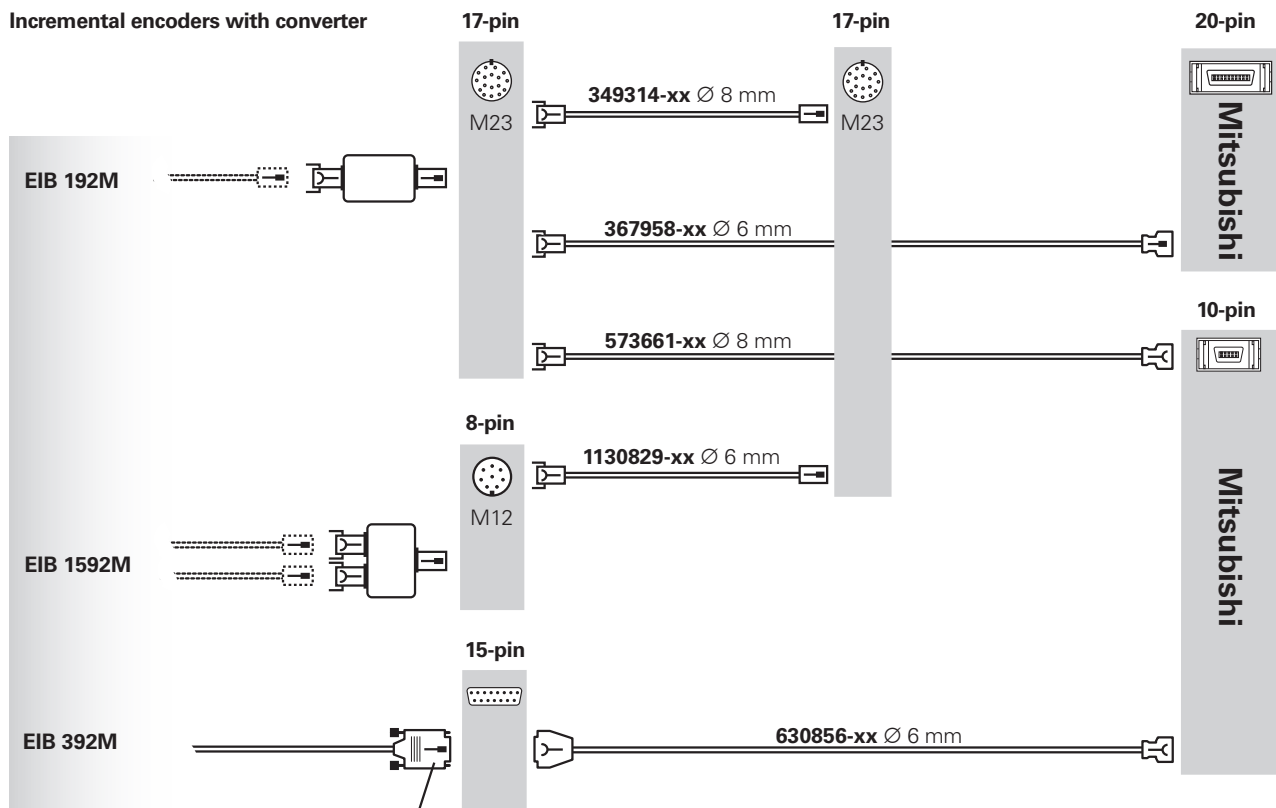 Incremental encoders with converter
17-pin
17-pin
20-pin
M23
349314-xx Ø 8 mm
M23
Mitsubishi
EIB 192M
367958-xx Ø 6 mm
10-pin
573661-xx Ø 8 mm
8-pin
1130829-xx Ø 6 mm
M12
Mitsubishi
EIB 1592M
15-pin
EIB 392M
630856-xx Ø 6 mm